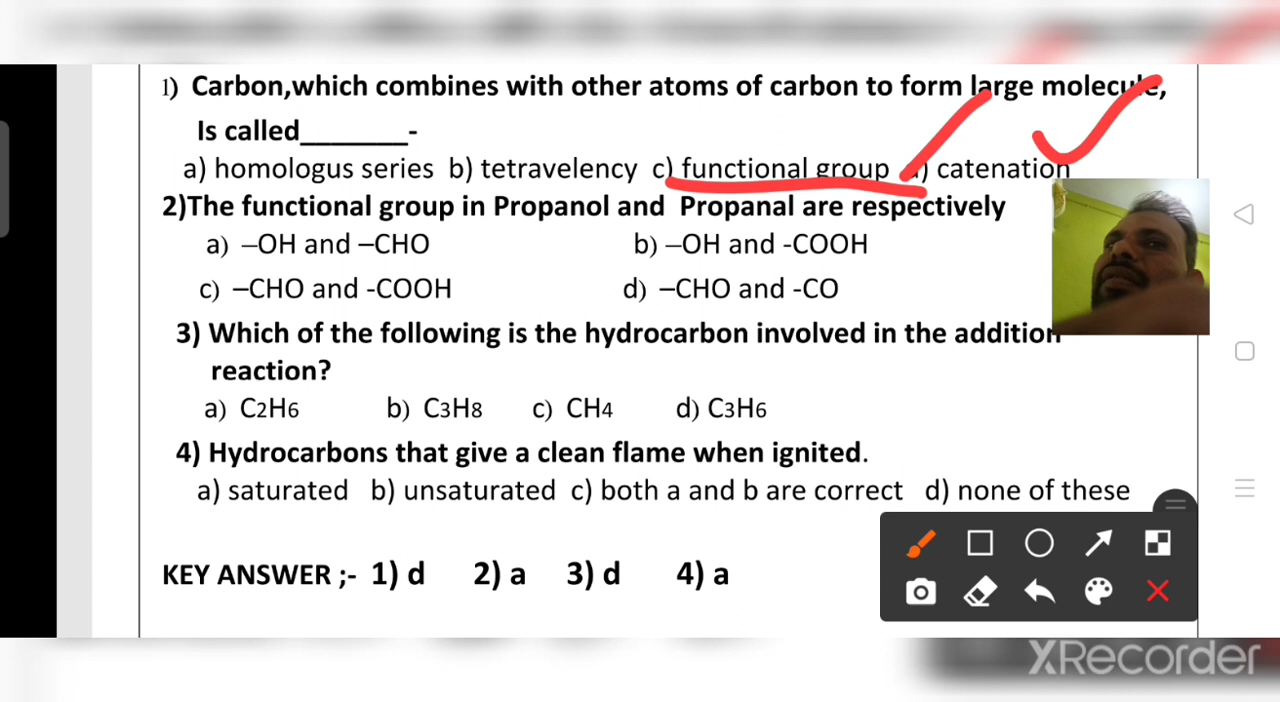 1) Carbon,which combines with other atoms of carbon to form large molecule,
Is called_______-
a) homologus series b) tetravelency c) functional group d) catenation
2)The functional group in Propanol and Propanal are respectively
a) –OH and –CHO b) –OH and -COOH
c) –CHO and -COOH d) –CHO and -CO
3) Which of the following is the hydrocarbon involved in the addition
reaction?
a) C2H6 b) C3H8 c) CH4 d) C3H6
4) Hydrocarbons that give a clean flame when ignited.
a) saturated b) unsaturated c) both a and b are correct d) none of these
KEY ANSWER ;- 1) d 2) a 3) d 4) a
XRecorder